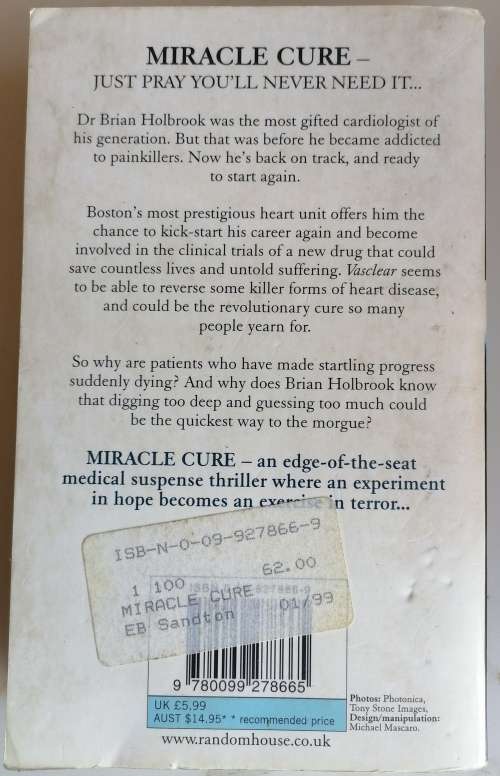 MIRACLE CURE –
JUST PRAY YOU'LL NEVER NEED IT...
Dr Brian Holbrook was the most gifted cardiologist of
his generation. But that was before he became addicted
to painkillers. Now he's back on track, and ready
to start again.
Boston's most prestigious heart unit offers him the
chance to kick-start his career again and become
involved in the clinical trials of a new drug that could
save countless lives and untold suffering. Vasclear seems
to be able to reverse some killer forms of heart disease,
and could be the revolutionary cure so many
people yearn for.
So why are patients who have made startling progress
suddenly dying? And why does Brian Holbrook know
that digging too deep and guessing too much could
be the quickest way to the morgue?
MIRACLE CURE – an edge-of-the-seat
medical suspense thriller where an experiment
in hope becomes an exercise in terror...
ISB-N-0-09-927866-9
62.00
1 100
MIRACLE CURE 01/99
EB Sandton
9 780099 278665
UK £5.99
AUST $14.95* * recommended price
Photos: Photonica,
Tony Stone Images,
Design/manipulation:
Michael Mascaro.
www.randomhouse.co.uk